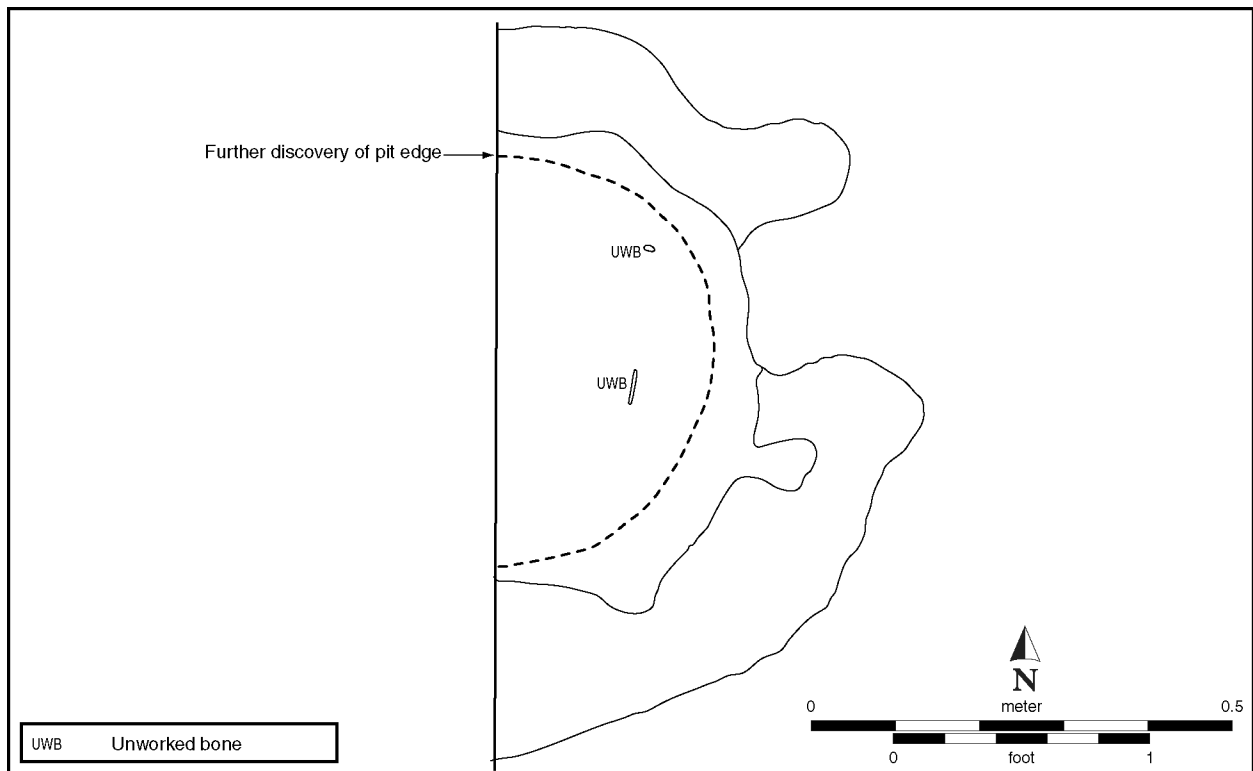 Further discovery of pit edge
UWB
UWB
N
0 meter 0.5
0 foot 1
UWB Unworked bone